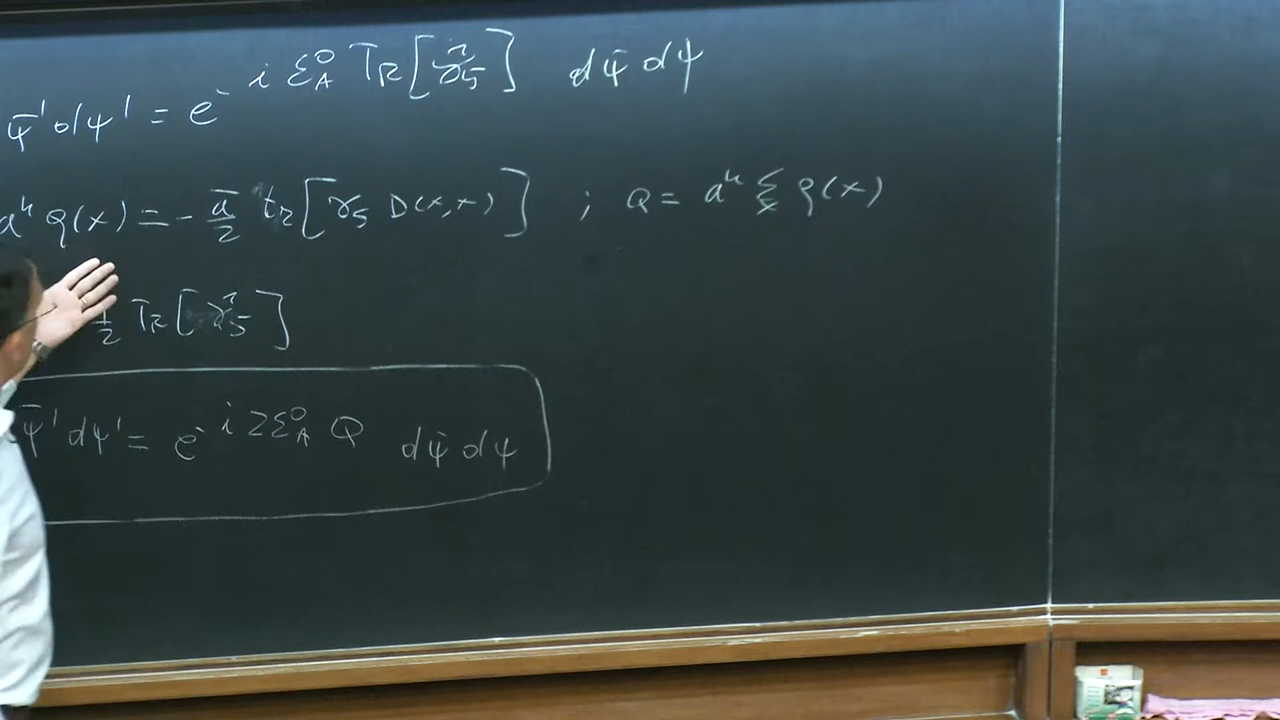 ψ̄' dψ' = e^{i ε_A^0 Tr[γ̂_5]} dψ̄ dψ
a^4 q(x) = - ā/2 tr[γ_5 D(x,x)] ; Q = a^4 Σ_x q(x)
1/2 Tr[γ̂_5]
ψ̄' dψ' = e^{i 2 ε_A^0 Q} dψ̄ dψ